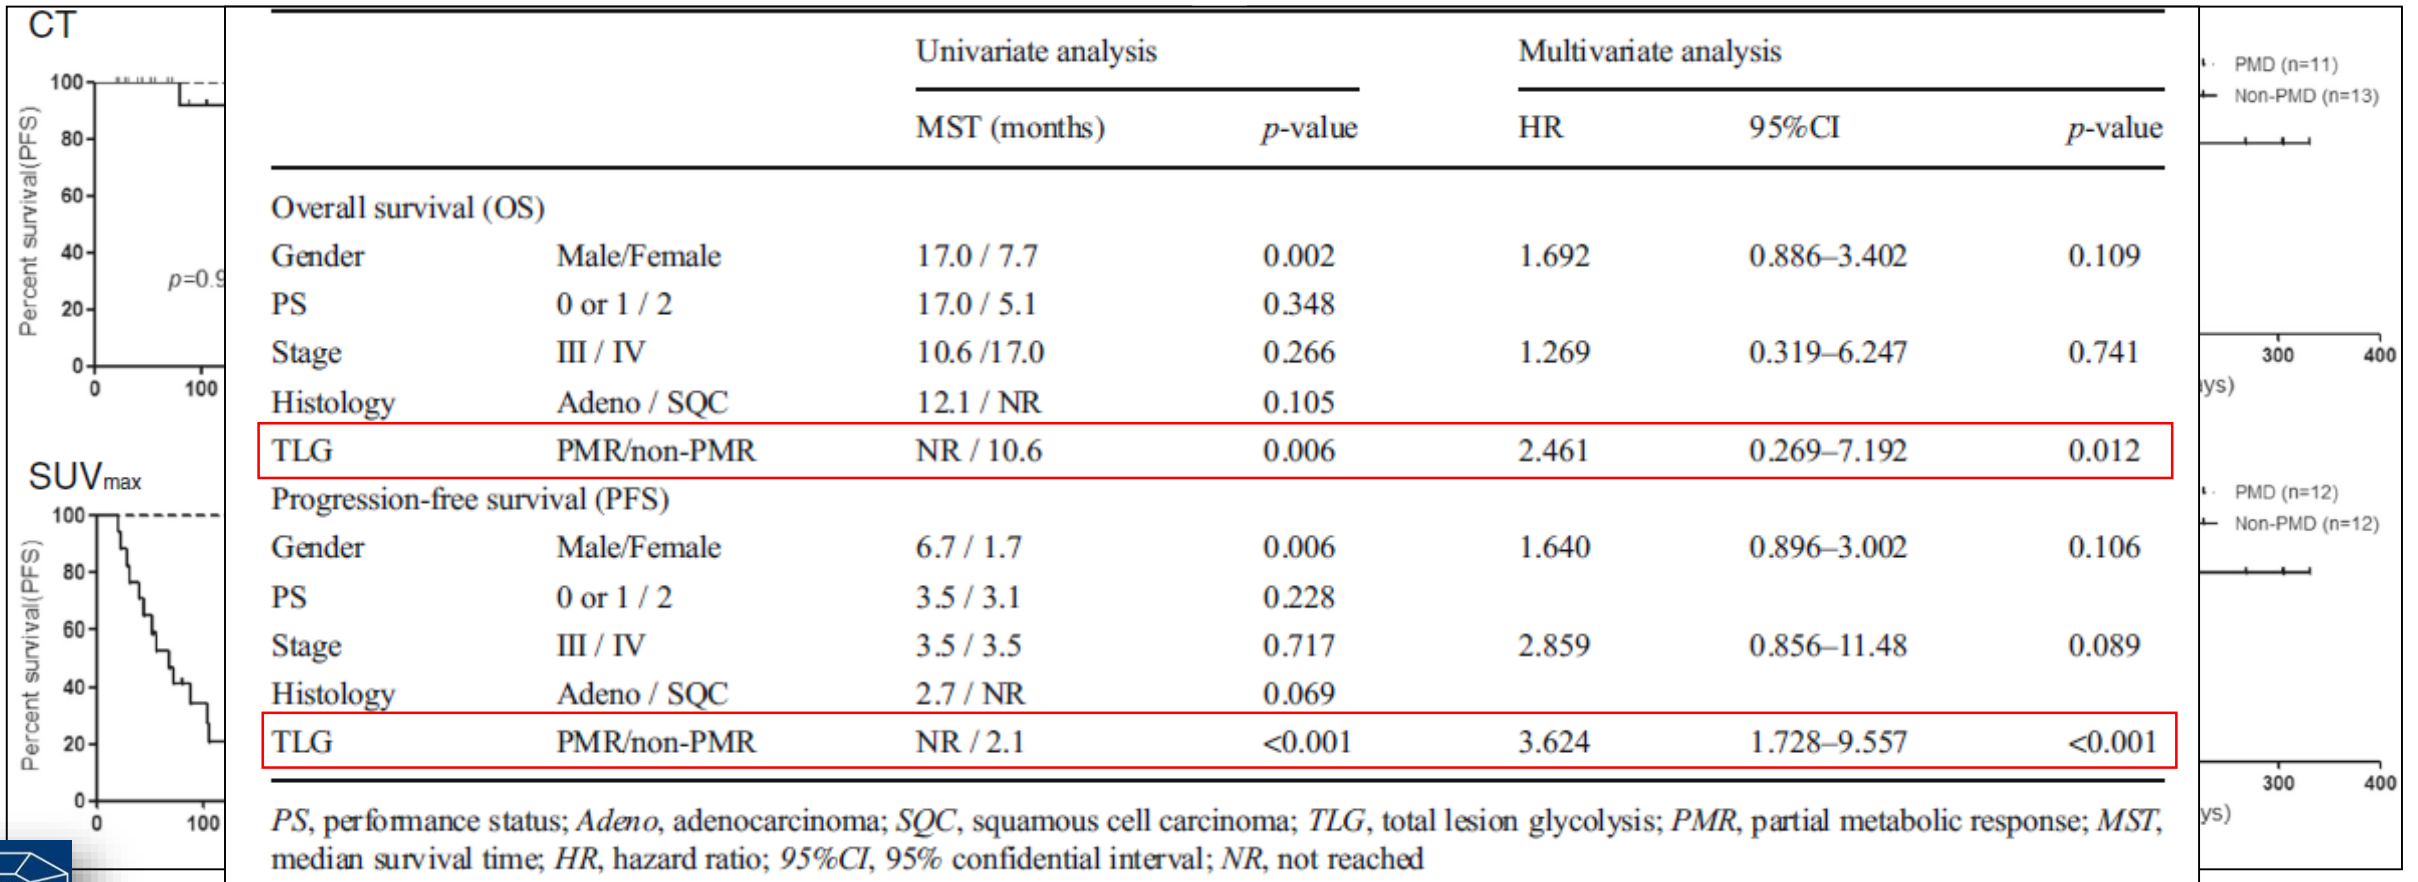 CT
100
80
60
40
20
0
0 100
Percent survival(PFS)
p=0.9
SUVmax
100
80
60
40
20
0
0 100
Percent survival(PFS)
Univariate analysis Multivariate analysis
MST (months) p-value HR 95%CI p-value
Overall survival (OS)
Gender Male/Female 17.0 / 7.7 0.002 1.692 0.886–3.402 0.109
PS 0 or 1 / 2 17.0 / 5.1 0.348
Stage III / IV 10.6 /17.0 0.266 1.269 0.319–6.247 0.741
Histology Adeno / SQC 12.1 / NR 0.105
TLG PMR/non-PMR NR / 10.6 0.006 2.461 0.269–7.192 0.012
Progression-free survival (PFS)
Gender Male/Female 6.7 / 1.7 0.006 1.640 0.896–3.002 0.106
PS 0 or 1 / 2 3.5 / 3.1 0.228
Stage III / IV 3.5 / 3.5 0.717 2.859 0.856–11.48 0.089
Histology Adeno / SQC 2.7 / NR 0.069
TLG PMR/non-PMR NR / 2.1 <0.001 3.624 1.728–9.557 <0.001
PS, performance status; Adeno, adenocarcinoma; SQC, squamous cell carcinoma; TLG, total lesion glycolysis; PMR, partial metabolic response; MST,
median survival time; HR, hazard ratio; 95%CI, 95% confidential interval; NR, not reached
PMD (n=11)
Non-PMD (n=13)
300 400
ys)
PMD (n=12)
Non-PMD (n=12)
300 400
ys)